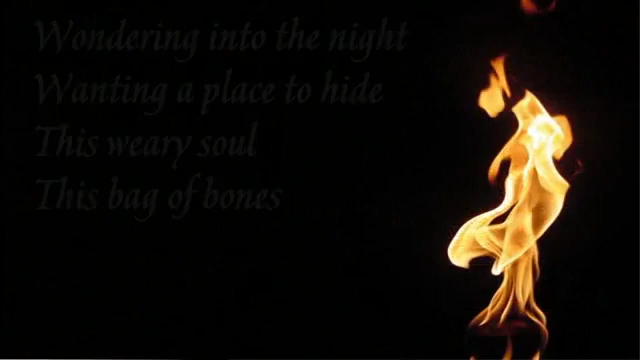 Wondering into the night
Wanting a place to hide
This weary soul
This bag of bones